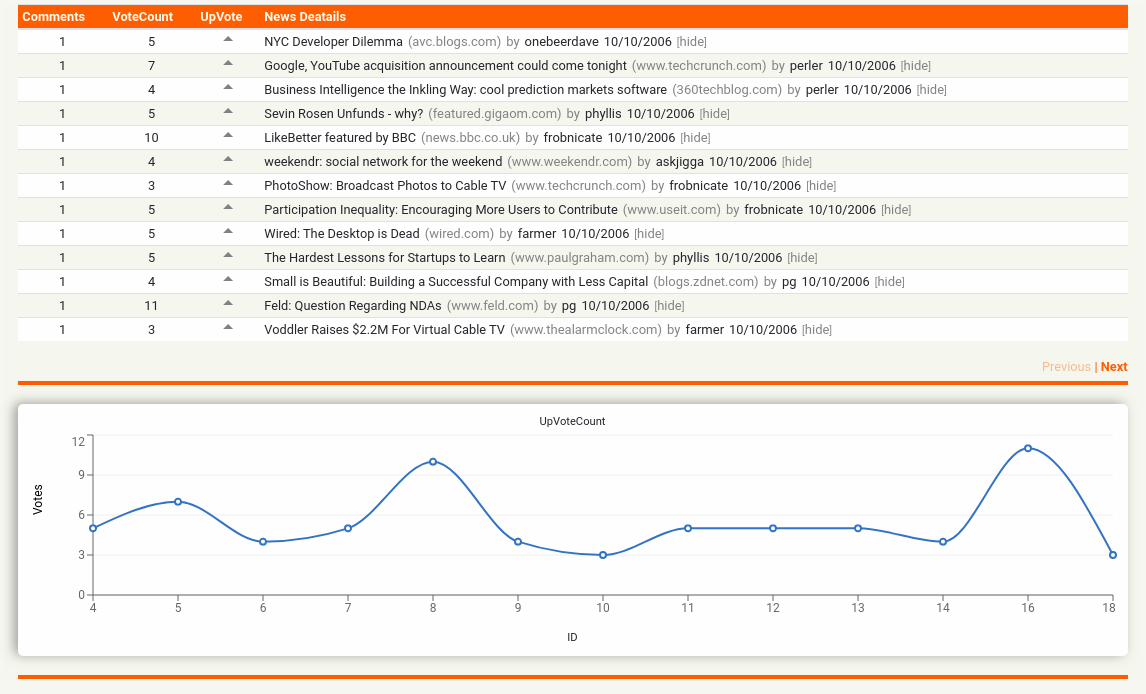 Comments VoteCount UpVote News Deatails
1 5 NYC Developer Dilemma (avc.blogs.com) by onebeerdave 10/10/2006 [hide]
1 7 Google, YouTube acquisition announcement could come tonight (www.techcrunch.com) by perler 10/10/2006 [hide]
1 4 Business Intelligence the Inkling Way: cool prediction markets software (360techblog.com) by perler 10/10/2006 [hide]
1 5 Sevin Rosen Unfunds - why? (featured.gigaom.com) by phyllis 10/10/2006 [hide]
1 10 LikeBetter featured by BBC (news.bbc.co.uk) by frobnicate 10/10/2006 [hide]
1 4 weekendr: social network for the weekend (www.weekendr.com) by askjigga 10/10/2006 [hide]
1 3 PhotoShow: Broadcast Photos to Cable TV (www.techcrunch.com) by frobnicate 10/10/2006 [hide]
1 5 Participation Inequality: Encouraging More Users to Contribute (www.useit.com) by frobnicate 10/10/2006 [hide]
1 5 Wired: The Desktop is Dead (wired.com) by farmer 10/10/2006 [hide]
1 5 The Hardest Lessons for Startups to Learn (www.paulgraham.com) by phyllis 10/10/2006 [hide]
1 4 Small is Beautiful: Building a Successful Company with Less Capital (blogs.zdnet.com) by pg 10/10/2006 [hide]
1 11 Feld: Question Regarding NDAs (www.feld.com) by pg 10/10/2006 [hide]
1 3 Voddler Raises $2.2M For Virtual Cable TV (www.thealarmclock.com) by farmer 10/10/2006 [hide]
Previous | Next
UpVoteCount
12
9
Votes
6
3
0
4 5 6 7 8 9 10 11 12 13 14 16 18
ID